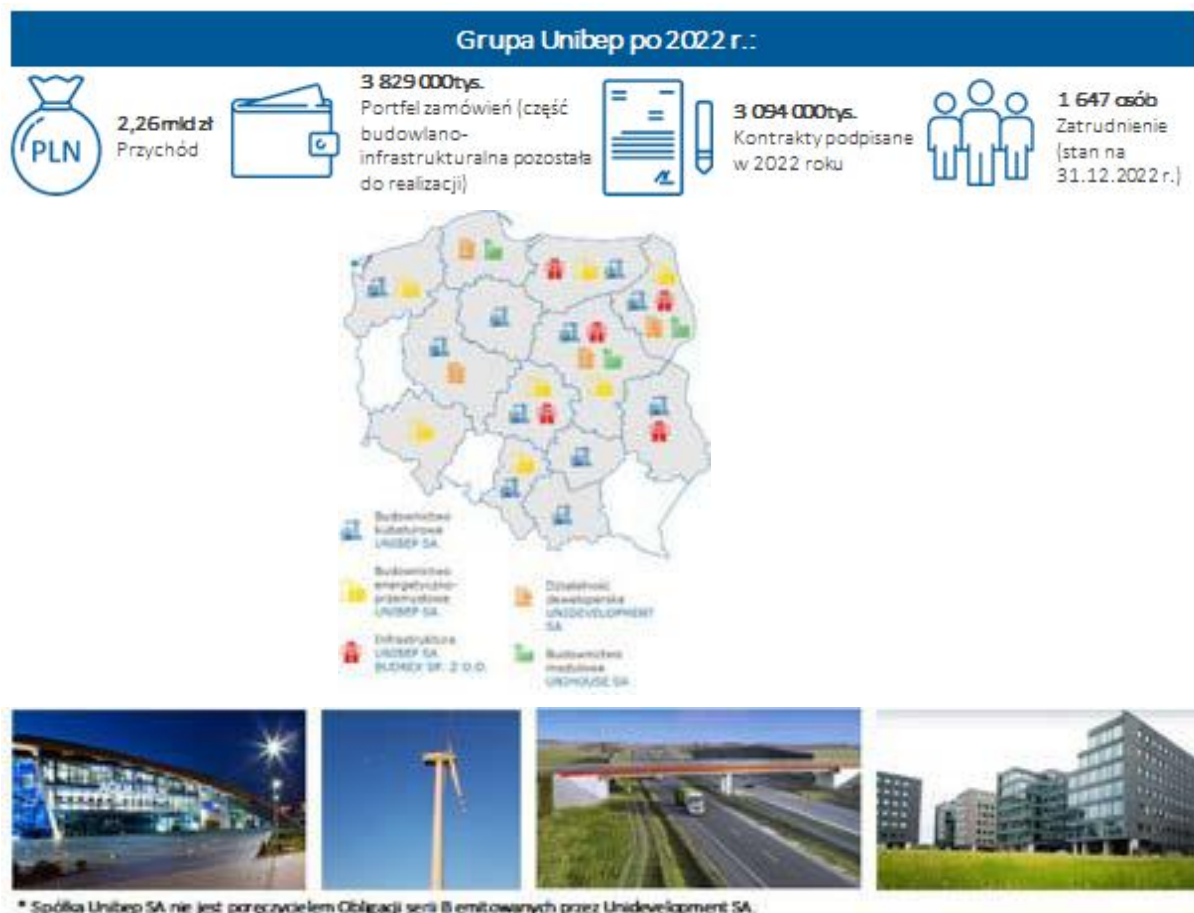 Grupa Unibep po 2022 r.:
PLN
2,26 mld zł
Przychód
3 829 000tys.
Portfel zamówień (część
budowlano-
infrastrukturalna pozostała
do realizacji)
3 094 000tys.
Kontrakty podpisane
w 2022 roku
1 647 osób
Zatrudnienie
(stan na
31.12.2022 r.)
Budownictwo
kubaturowe
UNIBEP SA
Budownictwo
energetyczno-
przemysłowe
UNIBEP SA
Infrastruktura
UNIBEP SA
BUDREX SP. Z O.O.
Działalność
deweloperska
UNIDEVELOPMENT
SA
Budownictwo
modułowe
UNIHOUSE SA
* Spółka Unibep SA nie jest poręczycielem Obligacji serii B emitowanych przez Unidevelopment SA.